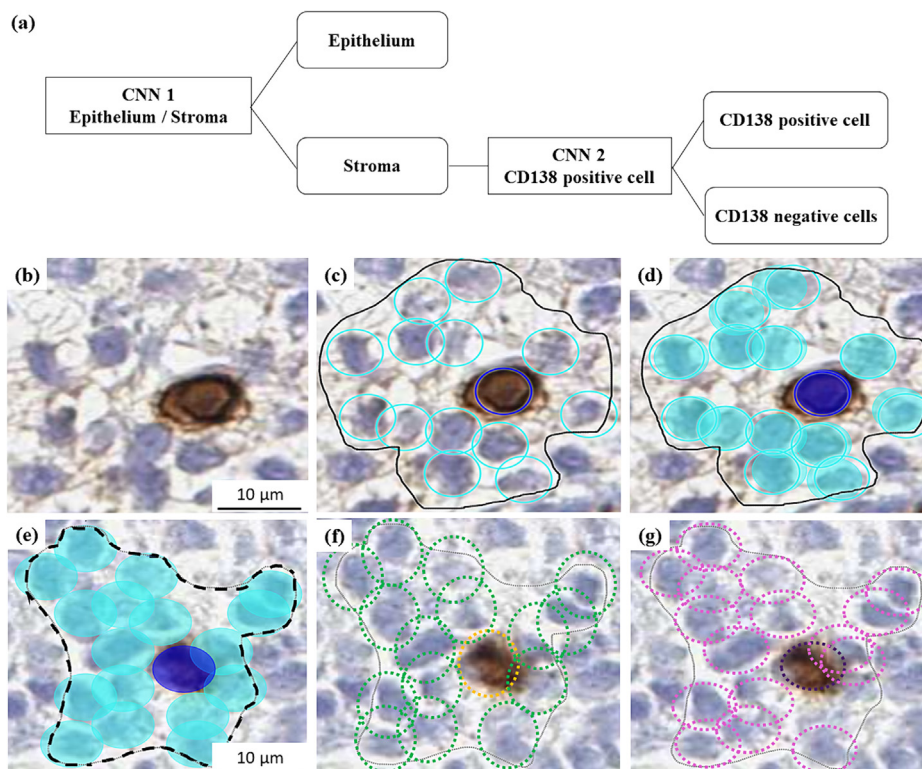 (a)
Epithelium
CNN 1
Epithelium / Stroma
CD138 positive cell
Stroma
CNN 2
CD138 positive cell
CD138 negative cells
(b)
(c)
(d)
10 μm
(e)
(f)
(g)
10 μm